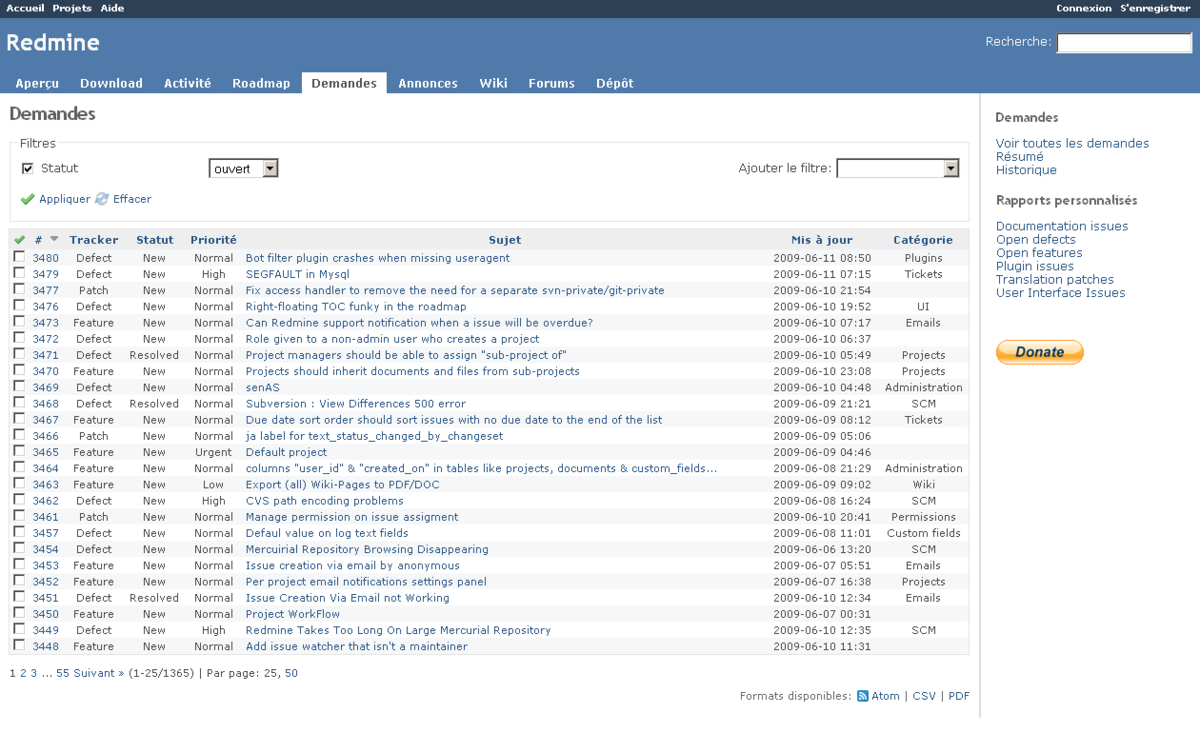 Accueil Projets Aide Connexion S'enregistrer
Redmine Recherche:
Aperçu Download Activité Roadmap Demandes Annonces Wiki Forums Dépôt
Demandes
Filtres
Statut ouvert Ajouter le filtre:
Appliquer Effacer
# Tracker Statut Priorité Sujet Mis à jour Catégorie
3480 Defect New Normal Bot filter plugin crashes when missing useragent 2009-06-11 08:50 Plugins
3479 Defect New High SEGFAULT in Mysql 2009-06-11 07:15 Tickets
3477 Patch New Normal Fix access handler to remove the need for a separate svn-private/git-private 2009-06-10 21:54
3476 Defect New Normal Right-floating TOC funky in the roadmap 2009-06-10 19:52 UI
3473 Feature New Normal Can Redmine support notification when a issue will be overdue? 2009-06-10 07:17 Emails
3472 Defect New Normal Role given to a non-admin user who creates a project 2009-06-10 06:37
3471 Defect Resolved Normal Project managers should be able to assign "sub-project of" 2009-06-10 05:49 Projects
3470 Feature New Normal Projects should inherit documents and files from sub-projects 2009-06-10 23:08 Projects
3469 Defect New Normal senAS 2009-06-10 04:48 Administration
3468 Defect Resolved Normal Subversion : View Differences 500 error 2009-06-09 21:21 SCM
3467 Feature New Normal Due date sort order should sort issues with no due date to the end of the list 2009-06-09 08:12 Tickets
3466 Patch New Normal ja label for text_status_changed_by_changeset 2009-06-09 05:06
3465 Feature New Urgent Default project 2009-06-09 04:46
3464 Feature New Normal columns "user_id" & "created_on" in tables like projects, documents & custom_fields... 2009-06-08 21:29 Administration
3463 Feature New Low Export (all) Wiki-Pages to PDF/DOC 2009-06-09 09:02 Wiki
3462 Defect New High CVS path encoding problems 2009-06-08 16:24 SCM
3461 Patch New Normal Manage permission on issue assigment 2009-06-10 20:41 Permissions
3457 Defect New Normal Defaul value on log text fields 2009-06-08 11:01 Custom fields
3454 Defect New Normal Mercuirial Repository Browsing Disappearing 2009-06-06 13:20 SCM
3453 Feature New Normal Issue creation via email by anonymous 2009-06-07 05:51 Emails
3452 Feature New Normal Per project email notifications settings panel 2009-06-07 16:38 Projects
3451 Defect Resolved Normal Issue Creation Via Email not Working 2009-06-10 12:34 Emails
3450 Feature New Normal Project WorkFlow 2009-06-07 00:31
3449 Defect New High Redmine Takes Too Long On Large Mercurial Repository 2009-06-10 12:35 SCM
3448 Feature New Normal Add issue watcher that isn't a maintainer 2009-06-10 11:31
1 2 3 ... 55 Suivant » (1-25/1365) | Par page: 25, 50
Formats disponibles: Atom | CSV | PDF
Demandes
Voir toutes les demandes
Résumé
Historique
Rapports personnalisés
Documentation issues
Open defects
Open features
Plugin issues
Translation patches
User Interface Issues
Donate